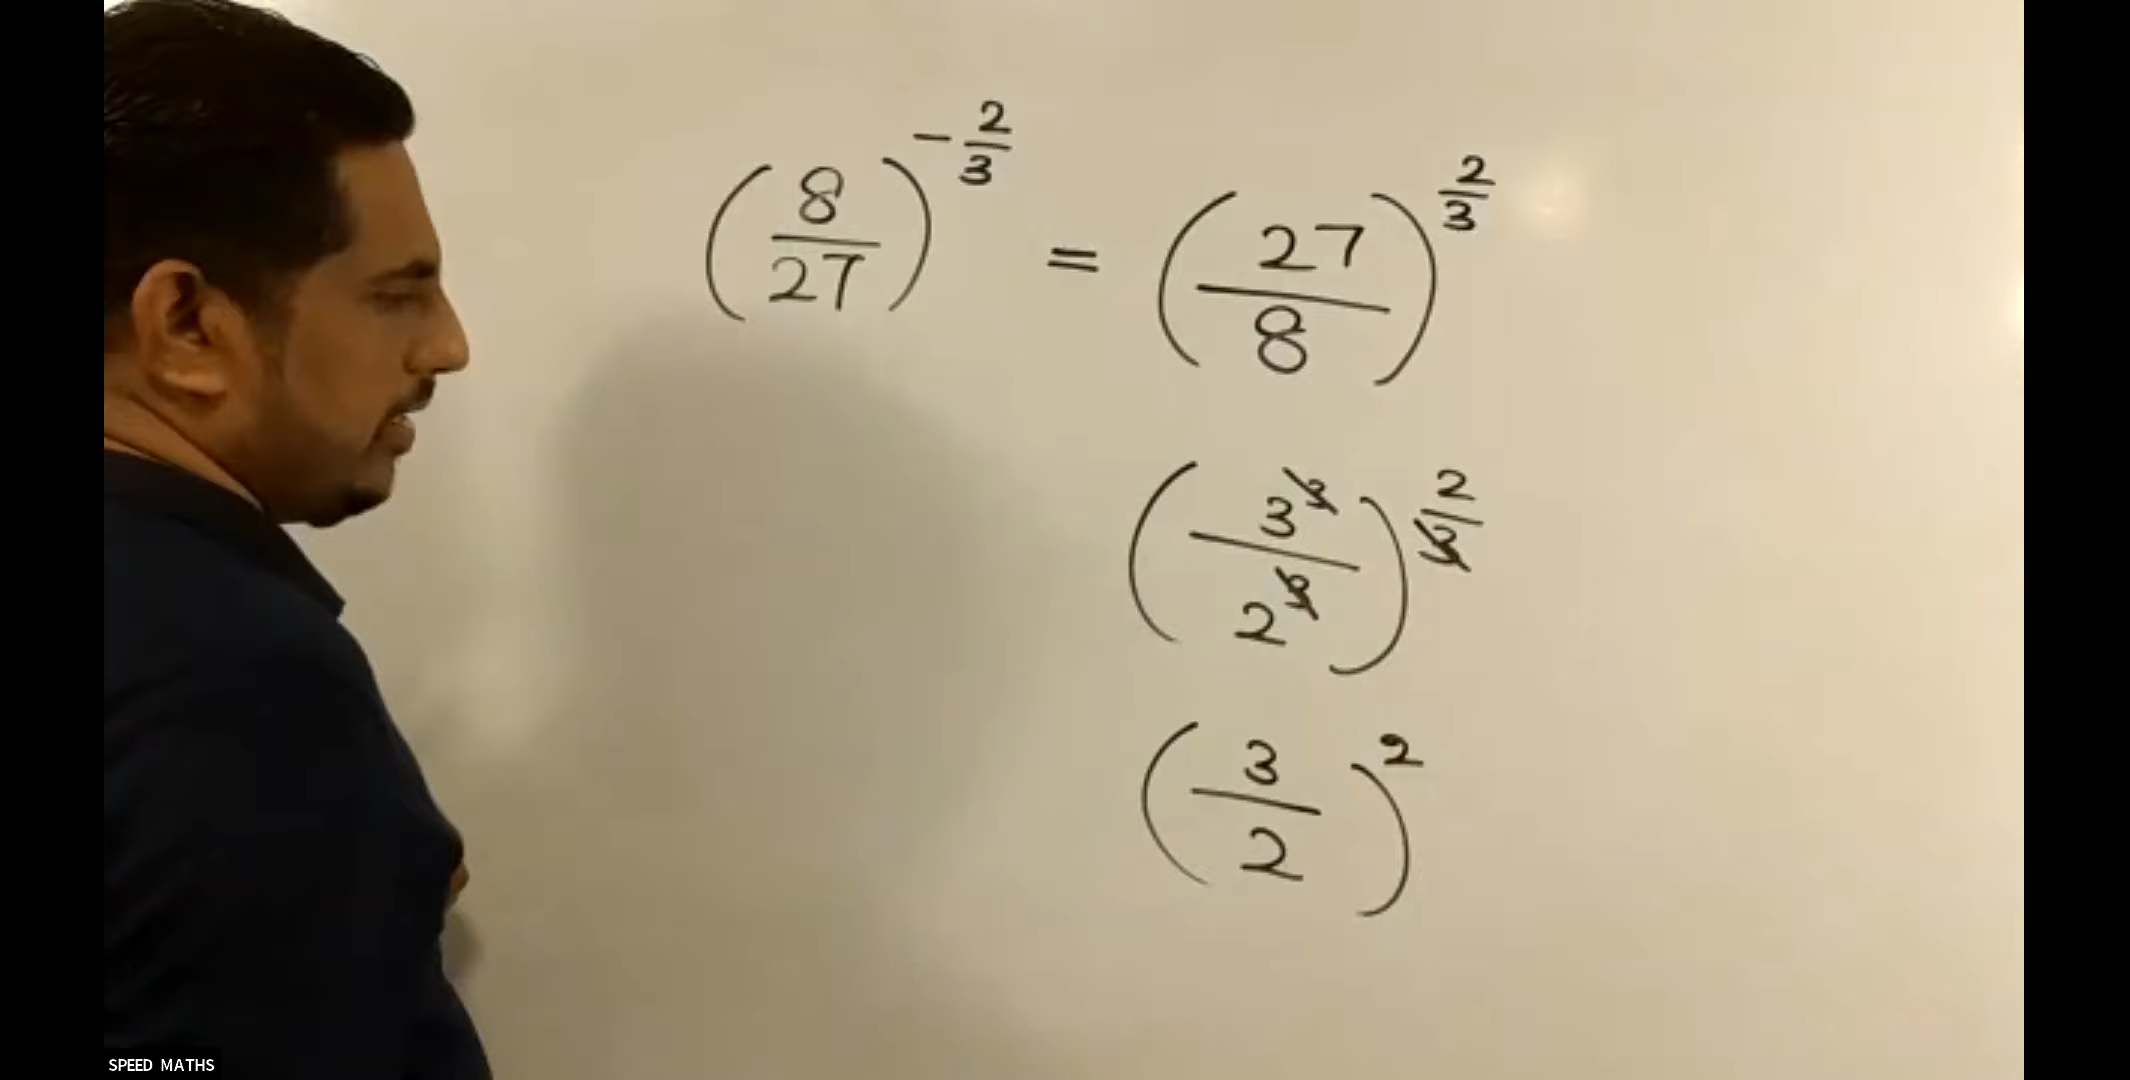 (8/27)^(-2/3) = (27/8)^(2/3)
(3^3/2^3)^(2/3)
(3/2)^2
SPEED MATHS